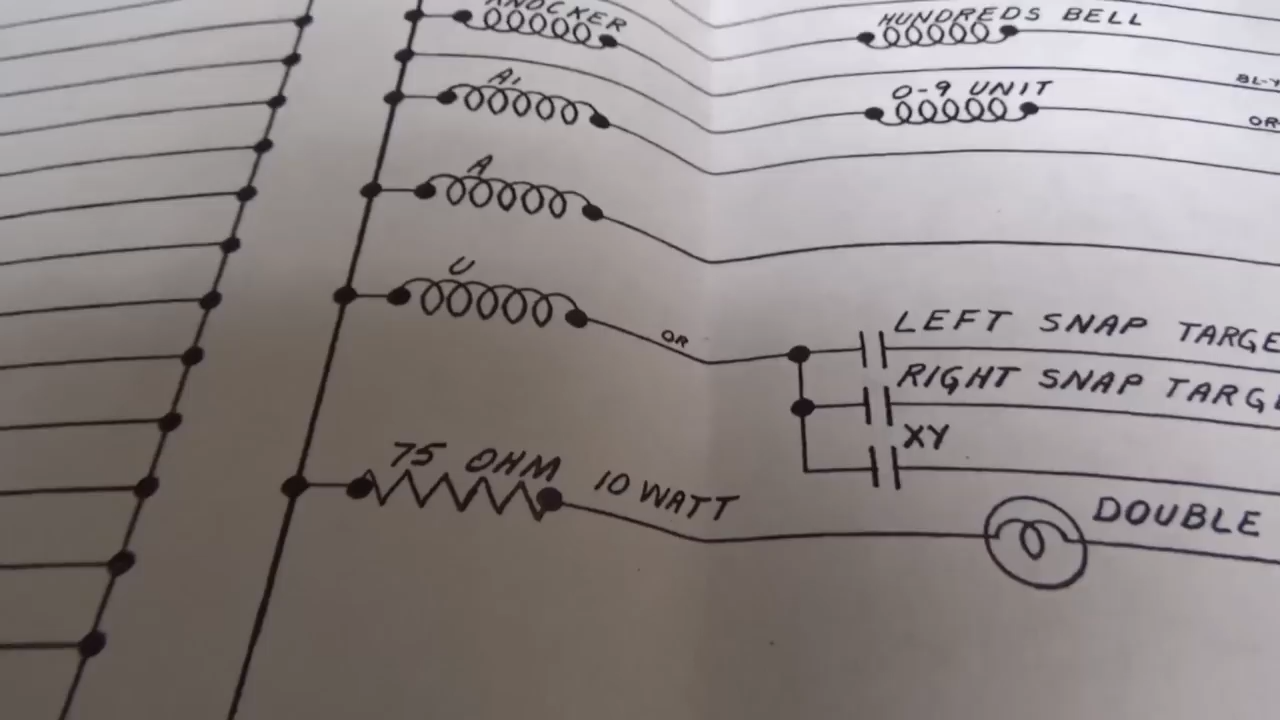 KNOCKER
HUNDREDS BELL
A1
0-9 UNIT
BL-Y
OR-
A
U
OR
LEFT SNAP TARGE
RIGHT SNAP TARGE
XY
75 OHM 10 WATT
DOUBLE